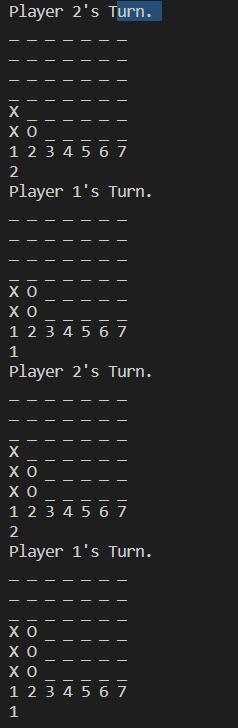 Player 2's Turn.
_ _ _ _ _ _ _
_ _ _ _ _ _ _
_ _ _ _ _ _ _
_ _ _ _ _ _ _
X _ _ _ _ _ _
X O _ _ _ _ _
1 2 3 4 5 6 7
2
Player 1's Turn.
_ _ _ _ _ _ _
_ _ _ _ _ _ _
_ _ _ _ _ _ _
_ _ _ _ _ _ _
X O _ _ _ _ _
X O _ _ _ _ _
1 2 3 4 5 6 7
1
Player 2's Turn.
_ _ _ _ _ _ _
_ _ _ _ _ _ _
_ _ _ _ _ _ _
X _ _ _ _ _ _
X O _ _ _ _ _
X O _ _ _ _ _
1 2 3 4 5 6 7
2
Player 1's Turn.
_ _ _ _ _ _ _
_ _ _ _ _ _ _
_ _ _ _ _ _ _
X O _ _ _ _ _
X O _ _ _ _ _
X O _ _ _ _ _
1 2 3 4 5 6 7
1